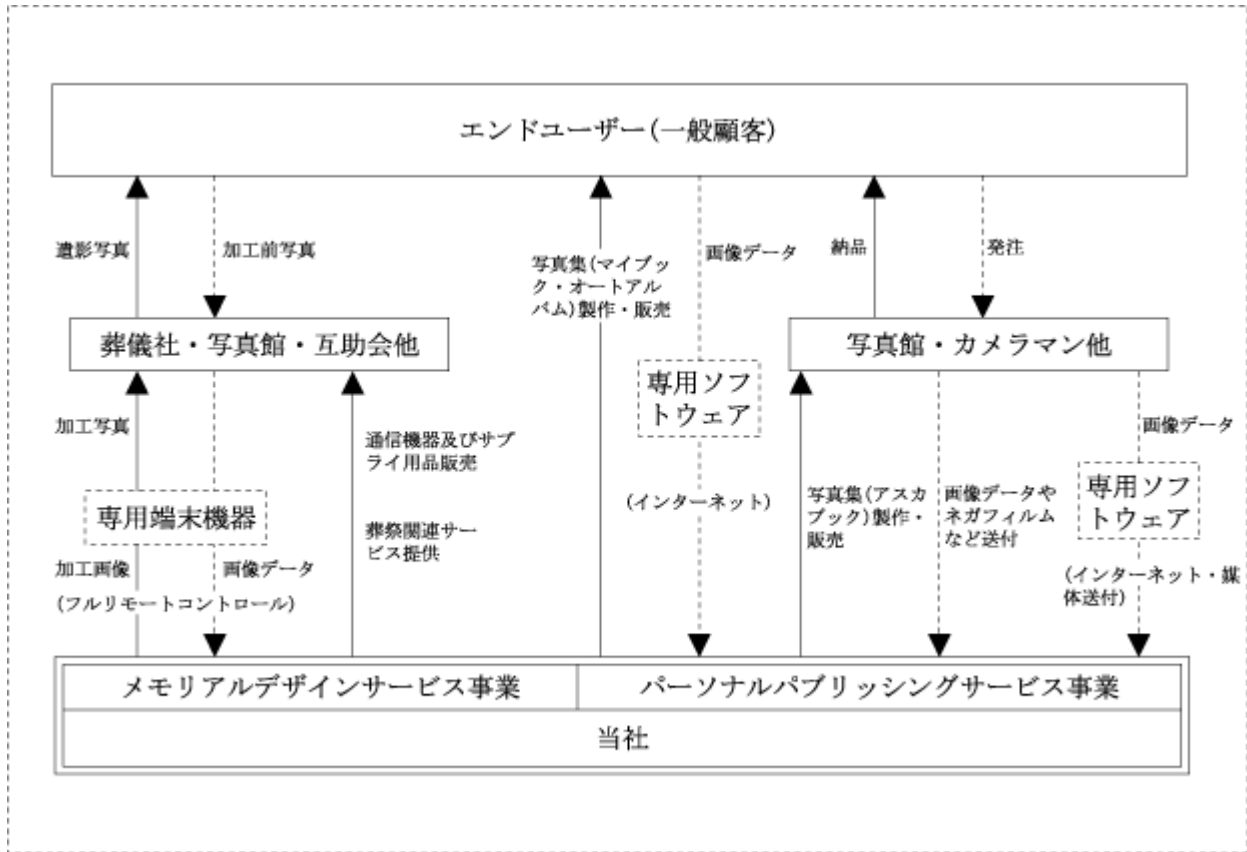 エンドユーザー(一般顧客)
遺影写真
加工前写真
写真集(マイブッ
ク・オートアル
バム)製作・販売
画像データ
納品
発注
葬儀社・写真館・互助会他
写真館・カメラマン他
加工写真
通信機器及びサプ
ライ用品販売
専用ソフ
トウェア
画像データ
専用端末機器
葬祭関連サー
ビス提供
(インターネット)
写真集(アスカ
ブック)製作・
販売
画像データや
ネガフィルム
など送付
専用ソフ
トウェア
加工画像
画像データ
(フルリモートコントロール)
(インターネット・媒
体送付)
メモリアルデザインサービス事業
パーソナルパブリッシングサービス事業
当社